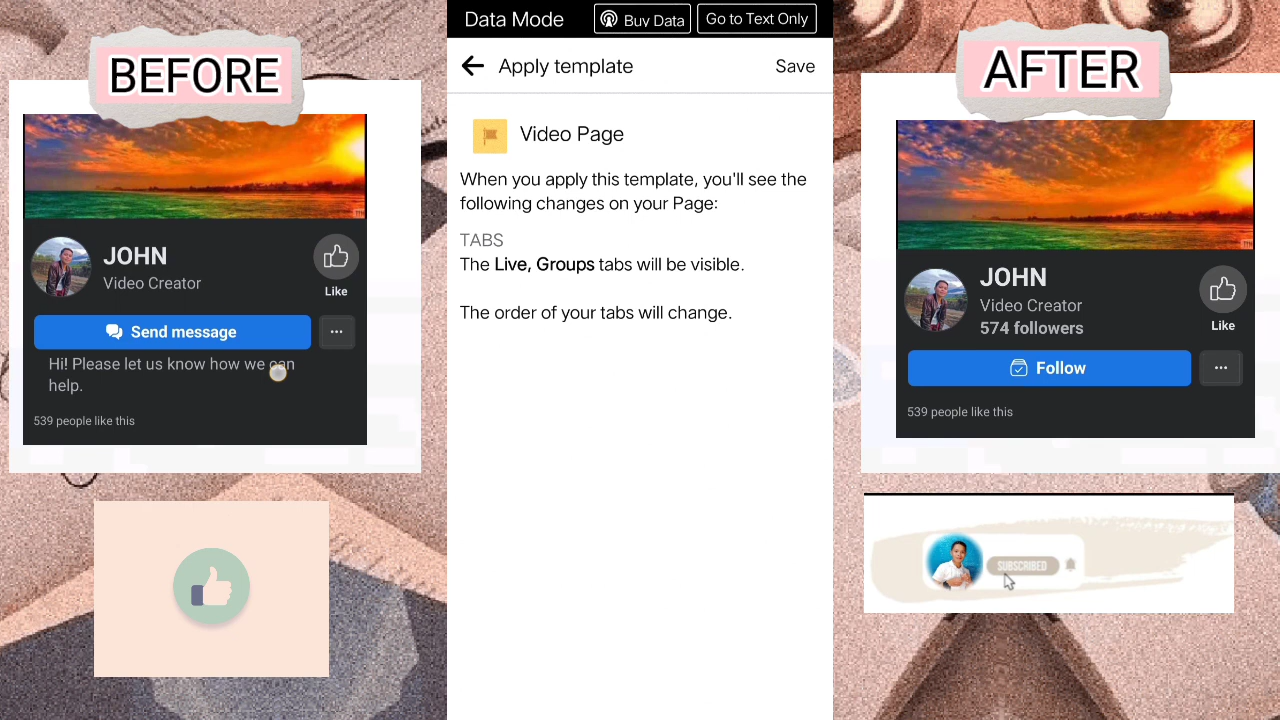 BEFORE
JOHN
Video Creator
Like
Send message
...
Hi! Please let us know how we can
help.
539 people like this
Data Mode
Buy Data
Go to Text Only
Apply template
Save
Video Page
When you apply this template, you'll see the
following changes on your Page:
TABS
The Live, Groups tabs will be visible.
The order of your tabs will change.
AFTER
JOHN
Video Creator
574 followers
Like
Follow
...
539 people like this
SUBSCRIBED